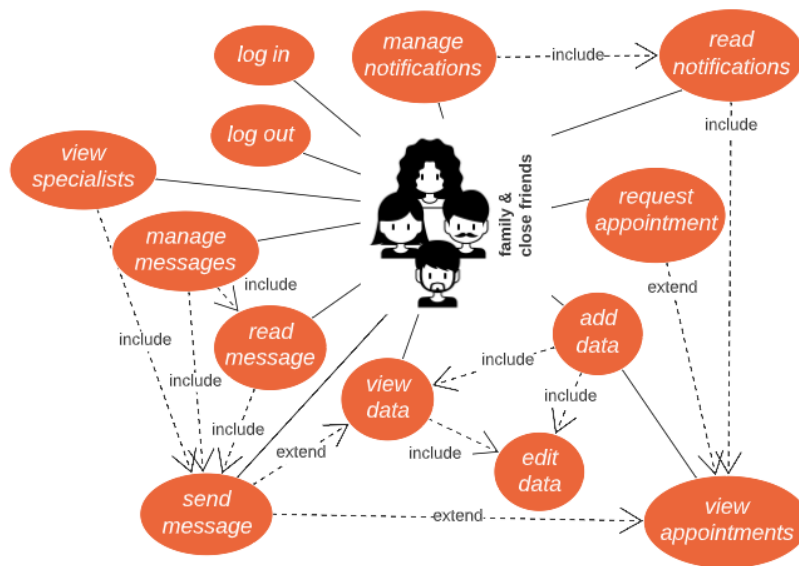 log in
manage
notifications
include
read
notifications
log out
include
view
specialists
family &
close friends
request
appointment
manage
messages
include
extend
include
read
message
add
data
include
include
view
data
include
include
extend
include
edit
data
send
message
extend
view
appointments